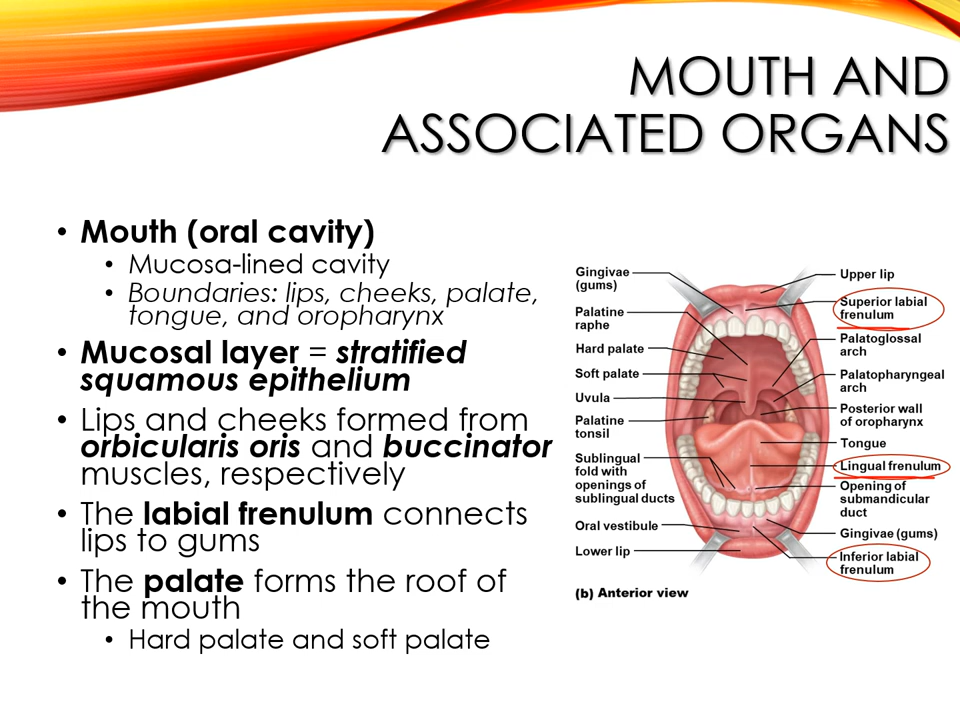 MOUTH AND
ASSOCIATED ORGANS
• Mouth (oral cavity)
• Mucosa-lined cavity
• Boundaries: lips, cheeks, palate,
tongue, and oropharynx
• Mucosal layer = stratified
squamous epithelium
• Lips and cheeks formed from
orbicularis oris and buccinator
muscles, respectively
• The labial frenulum connects
lips to gums
• The palate forms the roof of
the mouth
• Hard palate and soft palate
Gingivae
(gums)
Palatine
raphe
Hard palate
Soft palate
Uvula
Palatine
tonsil
Sublingual
fold with
openings of
sublingual ducts
Oral vestibule
Lower lip
Upper lip
Superior labial
frenulum
Palatoglossal
arch
Palatopharyngeal
arch
Posterior wall
of oropharynx
Tongue
Lingual frenulum
Opening of
submandicular
duct
Gingivae (gums)
Inferior labial
frenulum
(b) Anterior view